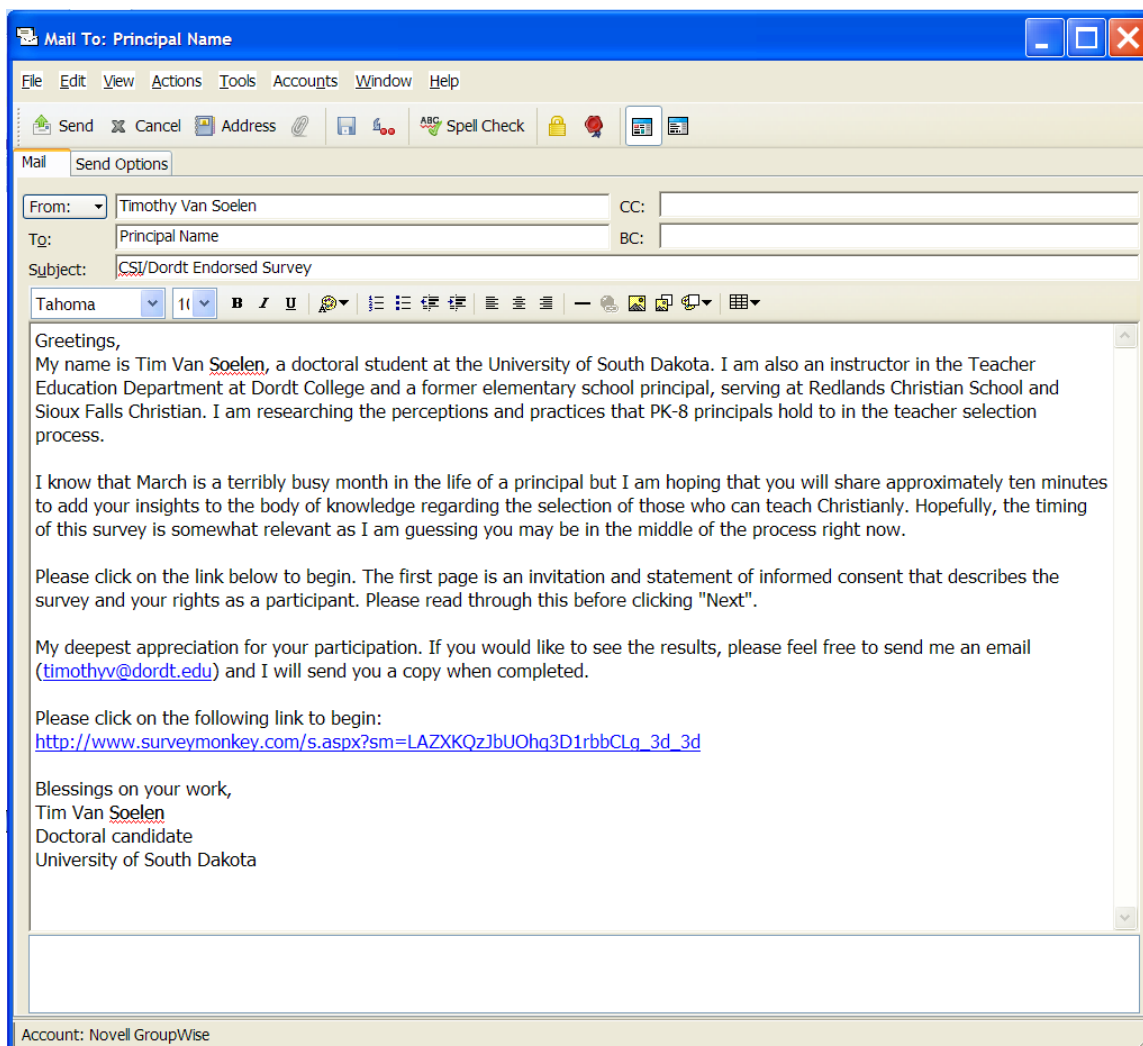 Mail To: Principal Name
File Edit View Actions Tools Accounts Window Help
Send Cancel Address ABC Spell Check
Mail Send Options
From: Timothy Van Soelen CC:
To: Principal Name BC:
Subject: CSI/Dordt Endorsed Survey
Tahoma 1( B I U
Greetings,
My name is Tim Van Soelen, a doctoral student at the University of South Dakota. I am also an instructor in the Teacher
Education Department at Dordt College and a former elementary school principal, serving at Redlands Christian School and
Sioux Falls Christian. I am researching the perceptions and practices that PK-8 principals hold to in the teacher selection
process.
I know that March is a terribly busy month in the life of a principal but I am hoping that you will share approximately ten minutes
to add your insights to the body of knowledge regarding the selection of those who can teach Christianly. Hopefully, the timing
of this survey is somewhat relevant as I am guessing you may be in the middle of the process right now.
Please click on the link below to begin. The first page is an invitation and statement of informed consent that describes the
survey and your rights as a participant. Please read through this before clicking "Next".
My deepest appreciation for your participation. If you would like to see the results, please feel free to send me an email
(timothyv@dordt.edu) and I will send you a copy when completed.
Please click on the following link to begin:
http://www.surveymonkey.com/s.aspx?sm=LAZXKQzJbUOhq3D1rbbCLg_3d_3d
Blessings on your work,
Tim Van Soelen
Doctoral candidate
University of South Dakota
Account: Novell GroupWise